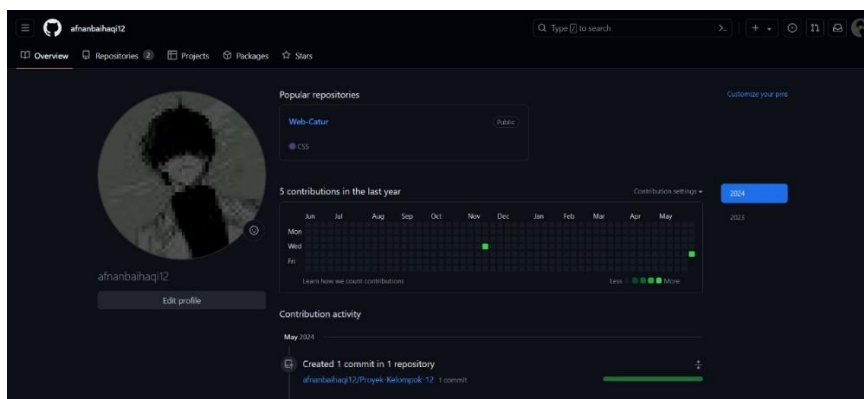 afnanbaihaqi12
Type / to search
Overview
Repositories 2
Projects
Packages
Stars
Popular repositories
Customize your pins
Web-Catur
Public
CSS
5 contributions in the last year
Contribution settings
2024
2023
Jun Jul Aug Sep Oct Nov Dec Jan Feb Mar Apr May
Mon
Wed
Fri
Learn how we count contributions
Less More
afnanbaihaqi12
Edit profile
Contribution activity
May 2024
Created 1 commit in 1 repository
afnanbaihaqi12/Proyek-Kelompok-12 1 commit